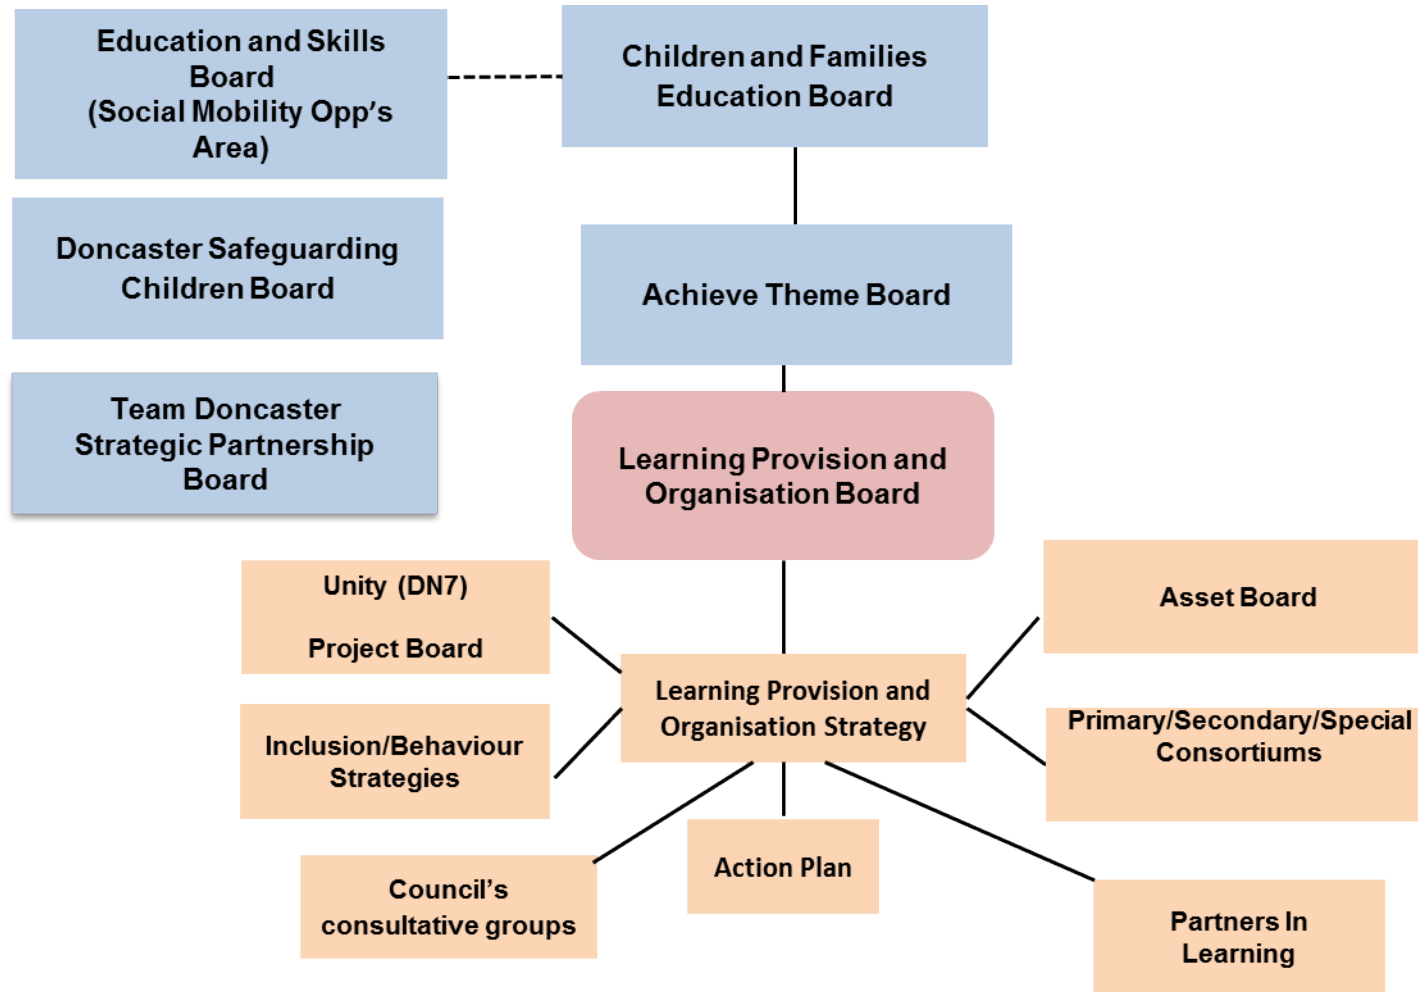 Education and Skills
Board
(Social Mobility Opp's
Area)
Children and Families
Education Board
Doncaster Safeguarding
Children Board
Achieve Theme Board
Team Doncaster
Strategic Partnership
Board
Learning Provision and
Organisation Board
Unity (DN7)
Project Board
Asset Board
Learning Provision and
Organisation Strategy
Inclusion/Behaviour
Strategies
Primary/Secondary/Special
Consortiums
Council's
consultative groups
Action Plan
Partners In
Learning